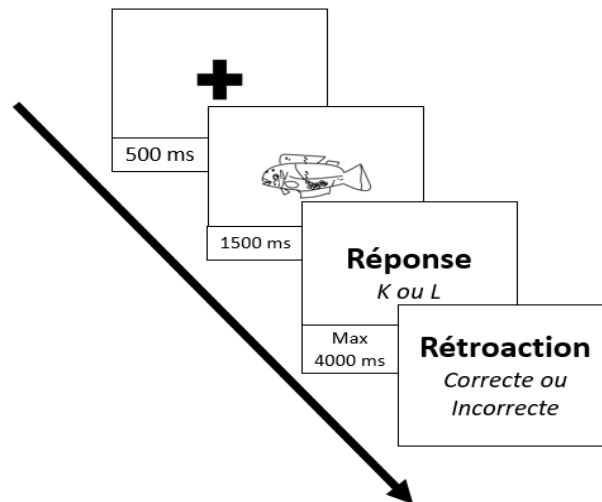 500 ms
1500 ms
Réponse
K ou L
Max
4000 ms
Rétroaction
Correcte ou
Incorrecte